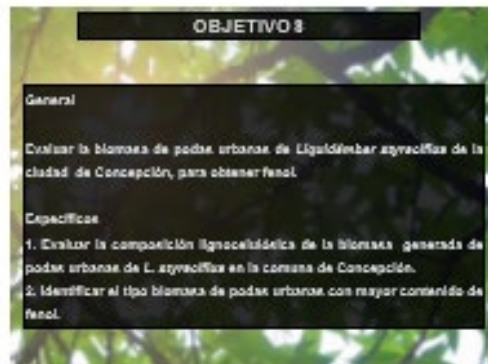 OBJETIVOS
General
Evaluar la biomasa de podas urbanas de Liquidámbar styraciflua de la
ciudad de Concepción, para obtener fenol.
Específicos
1. Evaluar la composición lignocelulósica de la biomasa generada de
podas urbanas de L. styraciflua en la comuna de Concepción.
2. Identificar el tipo biomasa de podas urbanas con mayor contenido de
fenol.